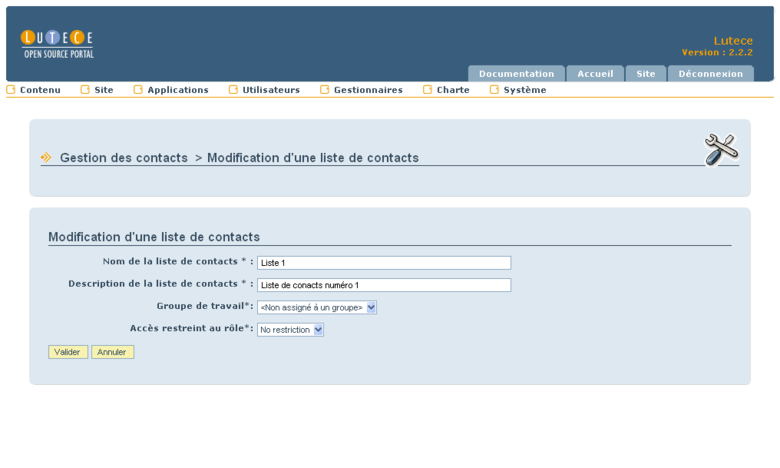 LUTECE
OPEN SOURCE PORTAL
Lutece
Version : 2.2.2
Documentation Accueil Site Déconnexion
Contenu Site Applications Utilisateurs Gestionnaires Charte Système
Gestion des contacts > Modification d'une liste de contacts
Modification d'une liste de contacts
Nom de la liste de contacts * : Liste 1
Description de la liste de contacts * : Liste de conacts numéro 1
Groupe de travail*: <Non assigné à un groupe>
Accès restreint au rôle*: No restriction
Valider Annuler